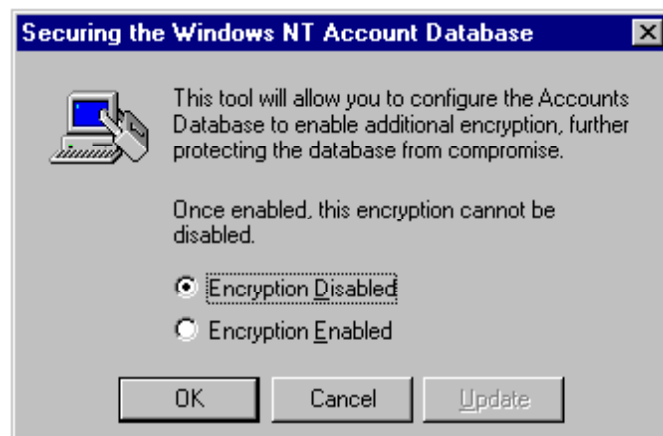 Securing the Windows NT Account Database
This tool will allow you to configure the Accounts
Database to enable additional encryption, further
protecting the database from compromise.
Once enabled, this encryption cannot be
disabled.
Encryption Disabled
Encryption Enabled
OK Cancel Update